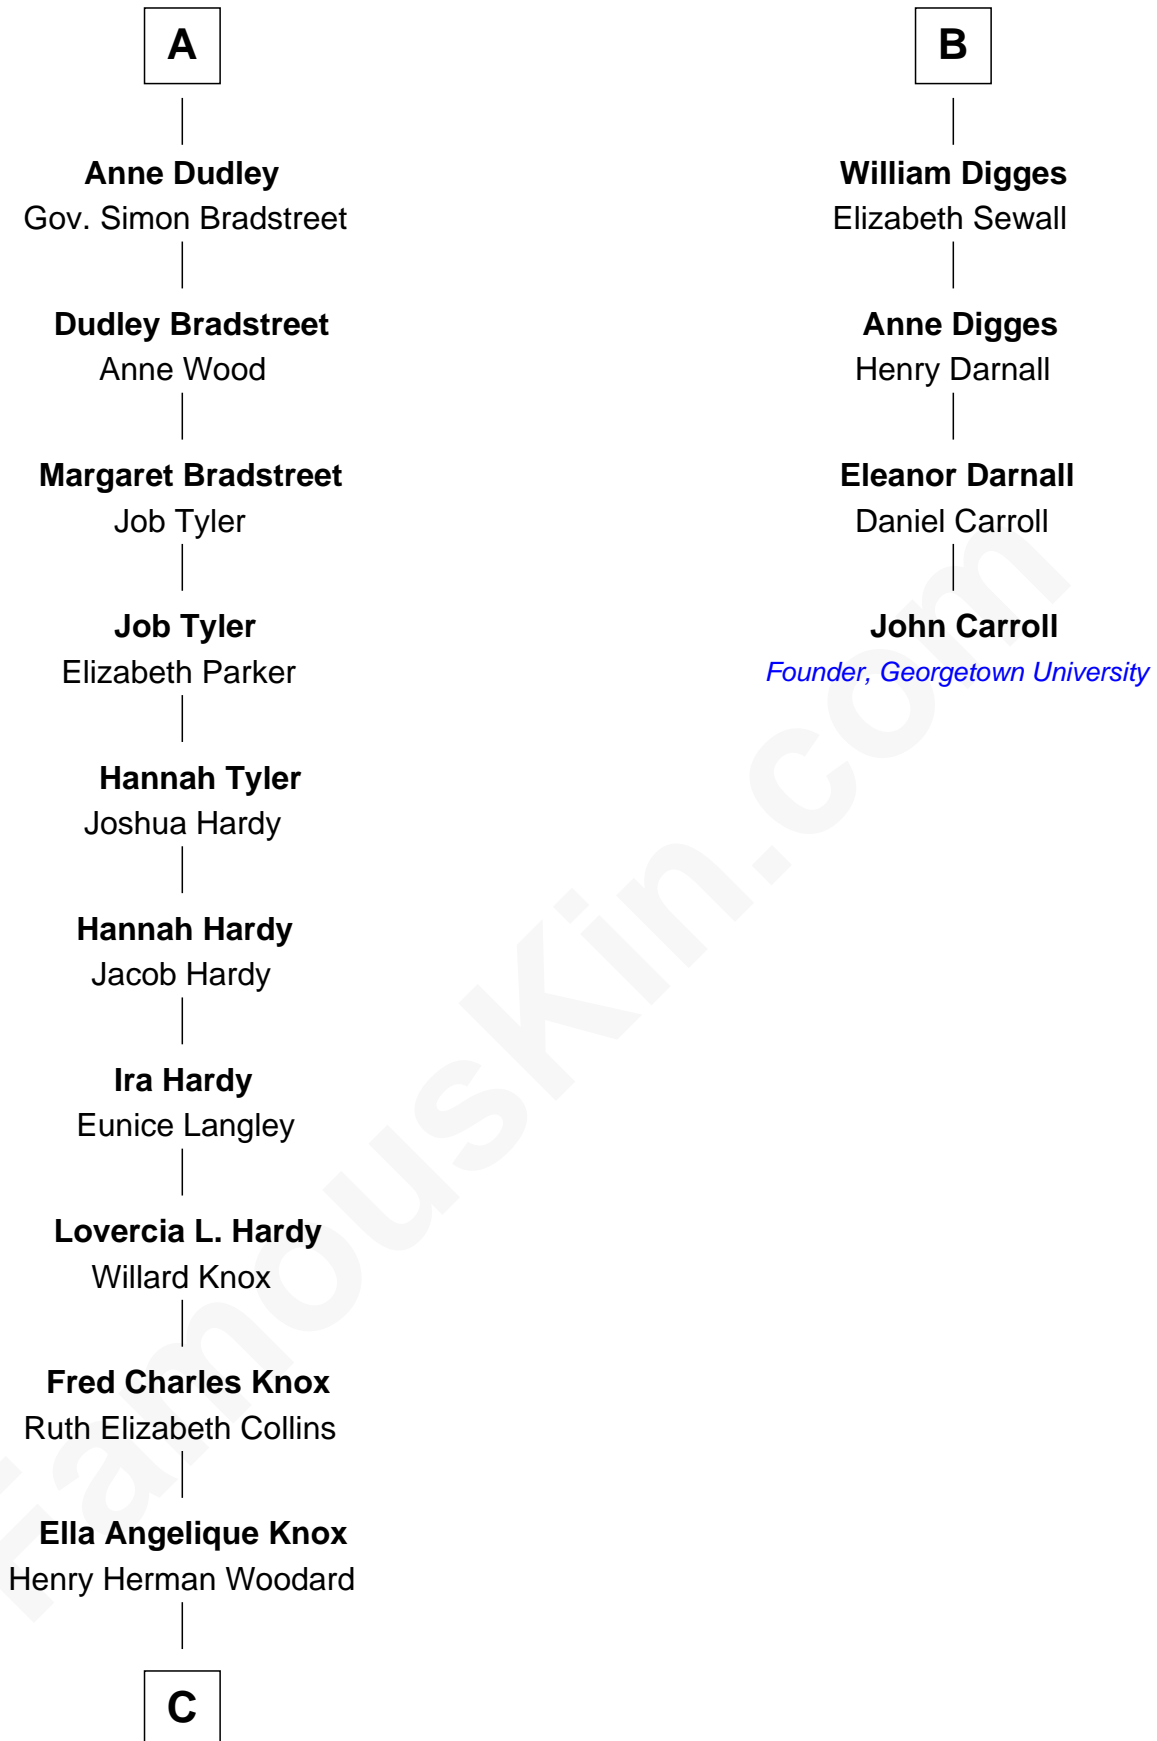 A
Anne Dudley
Gov. Simon Bradstreet
Dudley Bradstreet
Anne Wood
Margaret Bradstreet
Job Tyler
Job Tyler
Elizabeth Parker
Hannah Tyler
Joshua Hardy
Hannah Hardy
Jacob Hardy
Ira Hardy
Eunice Langley
Lovercia L. Hardy
Willard Knox
Fred Charles Knox
Ruth Elizabeth Collins
Ella Angelique Knox
Henry Herman Woodard
C
B
William Digges
Elizabeth Sewall
Anne Digges
Henry Darnall
Eleanor Darnall
Daniel Carroll
John Carroll
Founder, Georgetown University
FamousKin.com